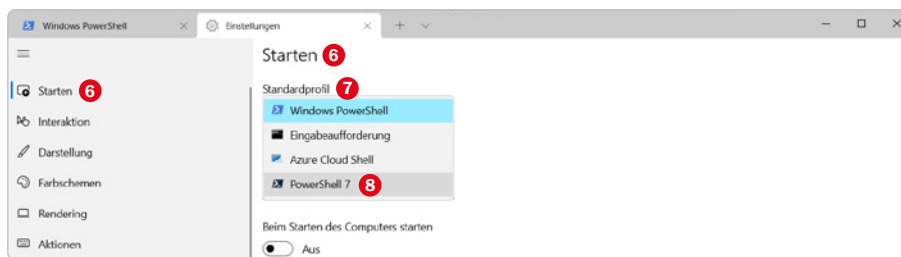 Windows PowerShell
Einstellungen
Starten 6
Starten 6
Interaktion
Darstellung
Farbschemen
Rendering
Aktionen
Standardprofil 7
Windows PowerShell
Eingabeaufforderung
Azure Cloud Shell
PowerShell 7 8
Beim Starten des Computers starten
Aus